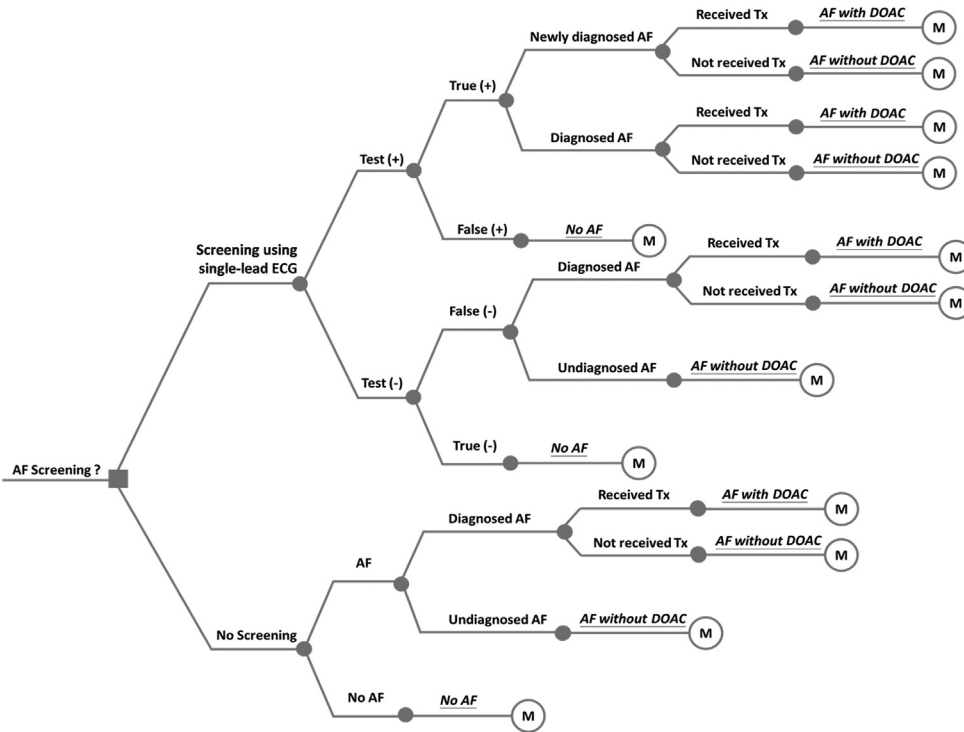 Received Tx
AF with DOAC
M
Newly diagnosed AF
Not received Tx
AF without DOAC
M
True (+)
Received Tx
AF with DOAC
M
Diagnosed AF
Not received Tx
AF without DOAC
M
Test (+)
False (+)
No AF
M
Screening using
single-lead ECG
Received Tx
AF with DOAC
M
Diagnosed AF
Not received Tx
AF without DOAC
M
False (-)
Undiagnosed AF
AF without DOAC
M
Test (-)
True (-)
No AF
M
AF Screening ?
Received Tx
AF with DOAC
M
Diagnosed AF
Not received Tx
AF without DOAC
M
AF
Undiagnosed AF
AF without DOAC
M
No Screening
No AF
No AF
M